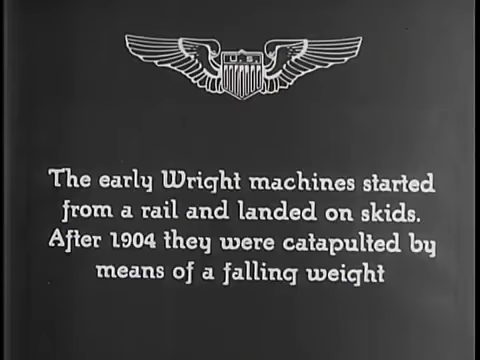 U.S.
The early Wright machines started
from a rail and landed on skids.
After 1904 they were catapulted by
means of a falling weight